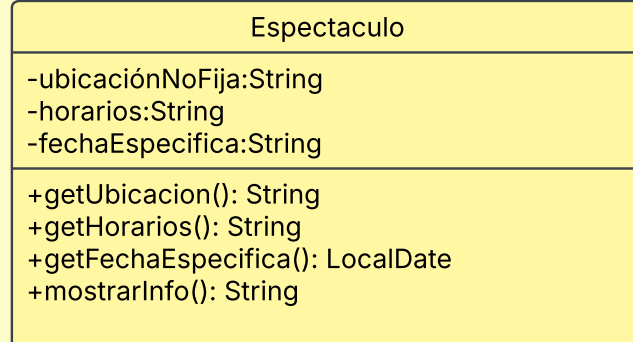 Espectaculo
-ubicaciónNoFija:String
-horarios:String
-fechaEspecifica:String
+getUbicacion(): String
+getHorarios(): String
+getFechaEspecifica(): LocalDate
+mostrarInfo(): String